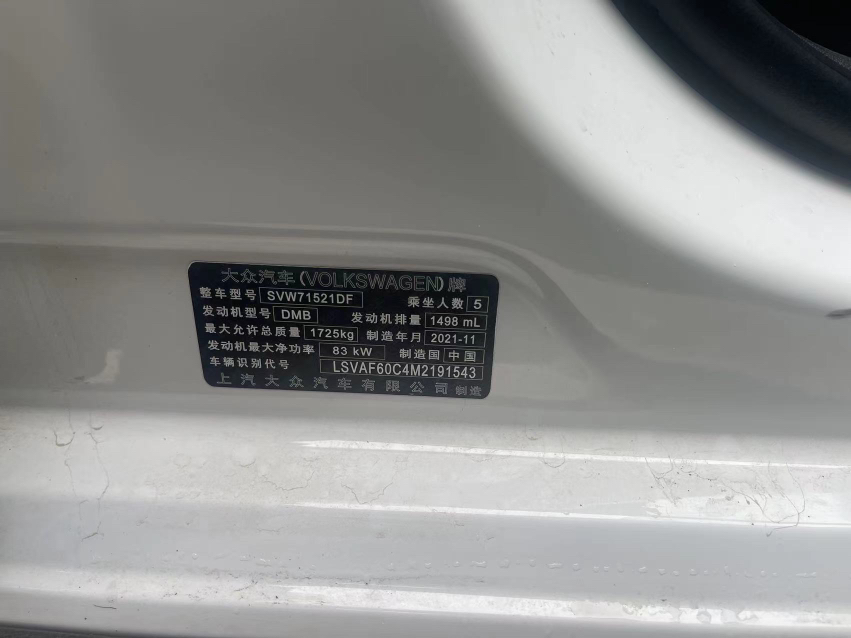 大众汽车(VOLKSWAGEN)牌
整车型号 SVW71521DF 乘坐人数 5
发动机型号 DMB 发动机排量 1498 mL
最大允许总质量 1725kg 制造年月 2021-11
发动机最大净功率 83 kW 制造国 中国
车辆识别代号 LSVAF60C4M2191543
上汽大众汽车有限公司 制造